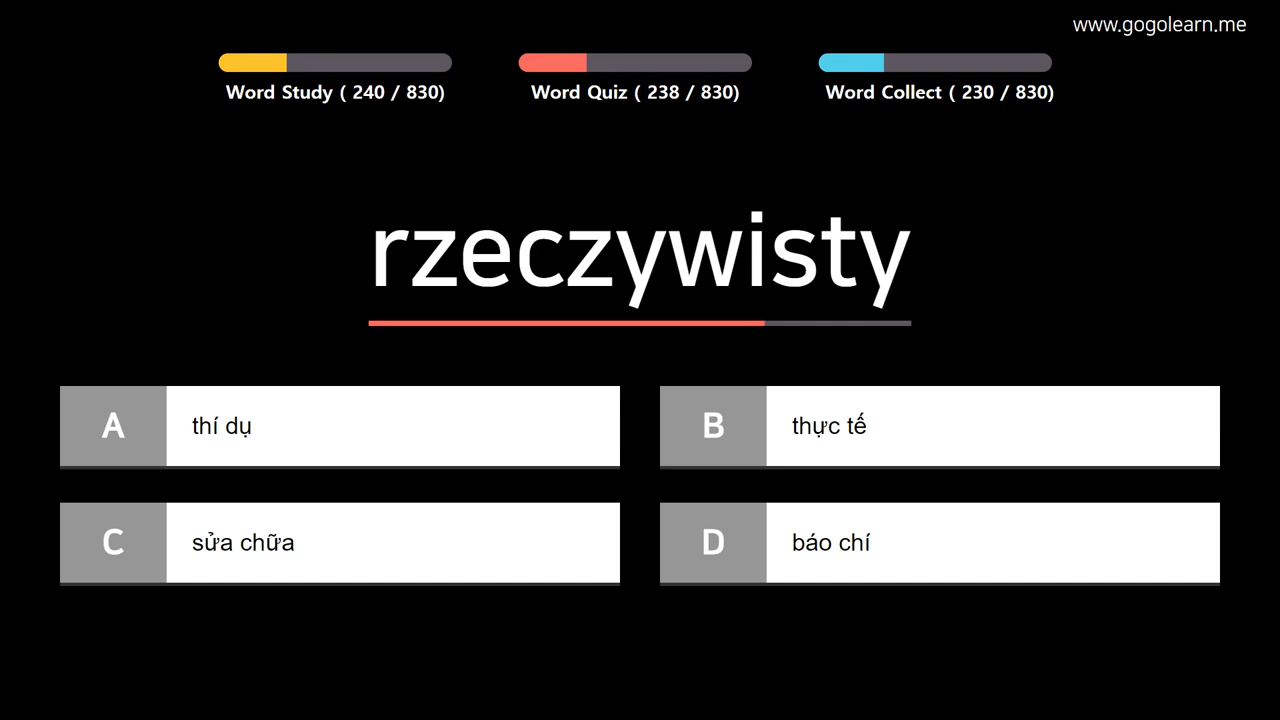 www.gogolearn.me
Word Study ( 240 / 830)
Word Quiz ( 238 / 830)
Word Collect ( 230 / 830)
rzeczywisty
A thí dụ
B thực tế
C sửa chữa
D báo chí